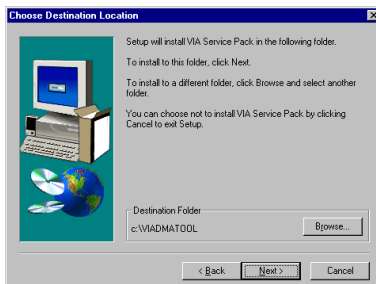 Choose Destination Location
Setup will install VIA Service Pack in the following folder.
To install to this folder, click Next.
To install to a different folder, click Browse and select another
folder.
You can choose not to install VIA Service Pack by clicking
Cancel to exit Setup.
Destination Folder
c:\VIADMATOOL
Browse...
< Back
Next >
Cancel